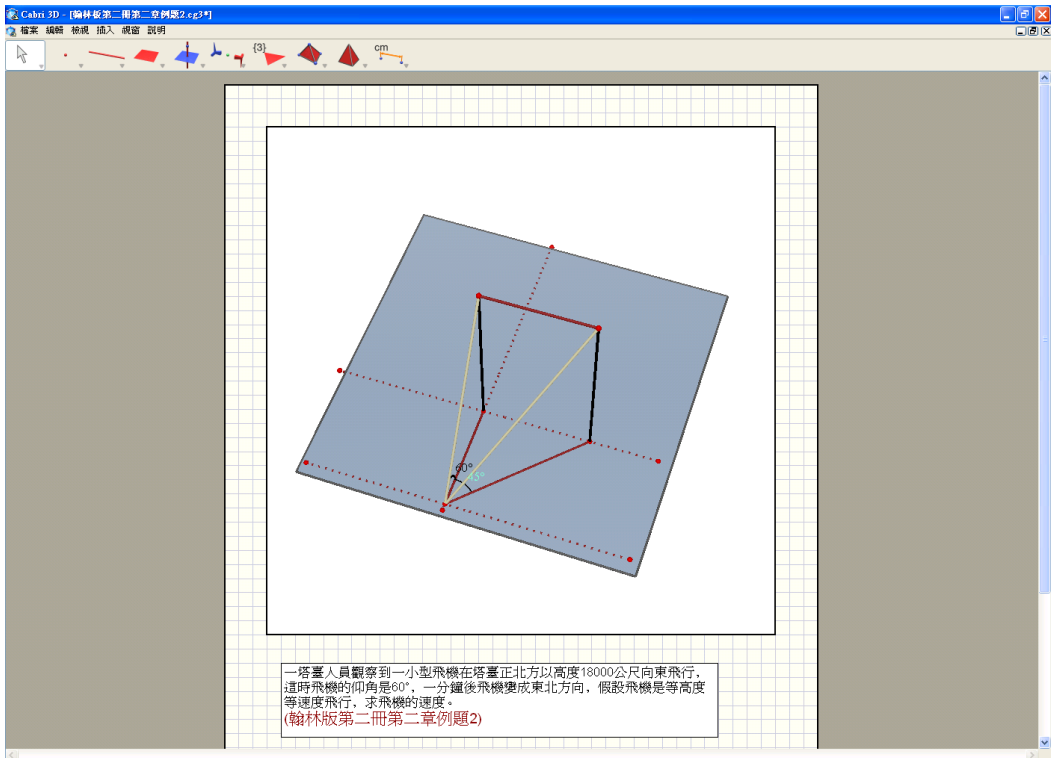 Cabri 3D - [翰林板第二冊第二章例題2.cg3*]
檔案 編輯 檢視 插入 視窗 說明
{3}
cm
60°
45°
一塔臺人員觀察到一小型飛機在塔臺正北方以高度18000公尺向東飛行，
這時飛機的仰角是60°，一分鐘後飛機變成東北方向，假設飛機是等高度
等速度飛行，求飛機的速度。
(翰林版第二冊第二章例題2)